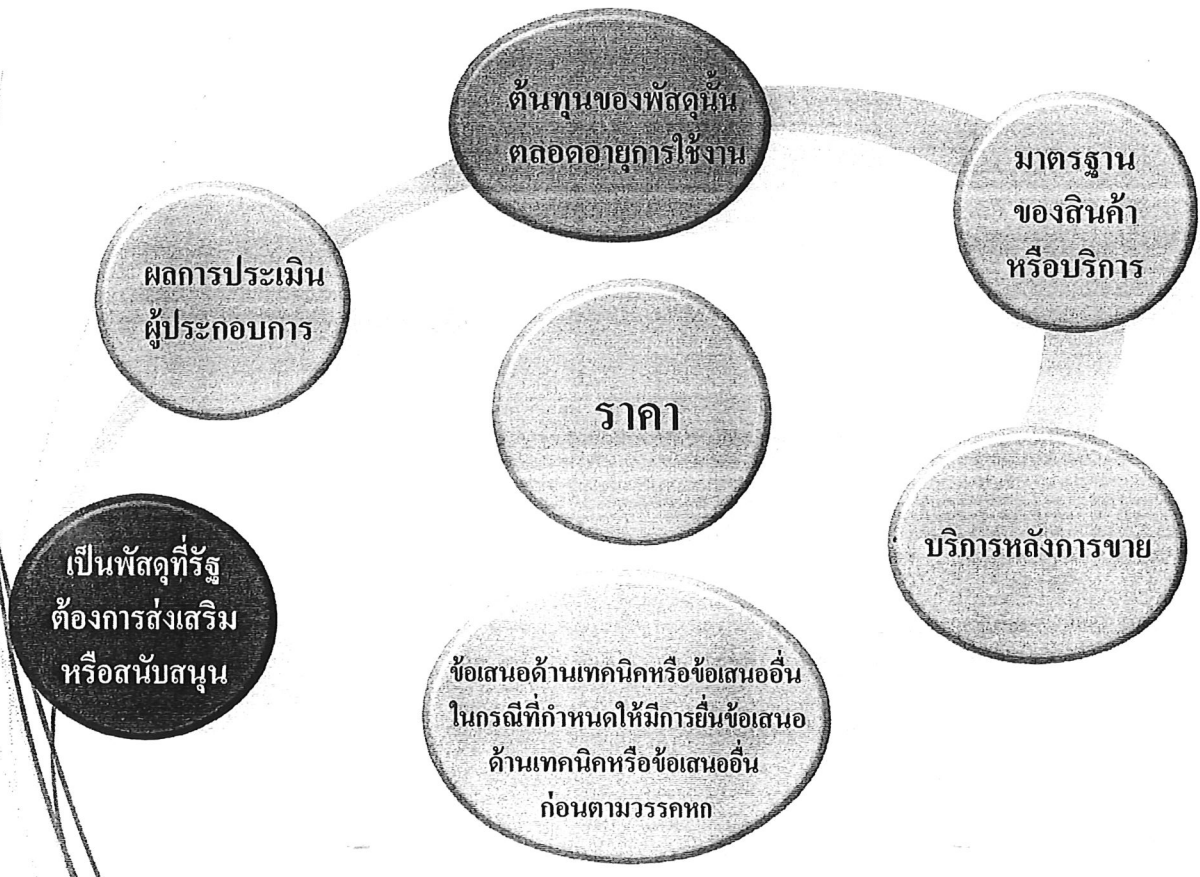 ต้นทุนของพัสดุนั้น
ตลอดอายุการใช้งาน
มาตรฐาน
ของสินค้า
หรือบริการ
ผลการประเมิน
ผู้ประกอบการ
ราคา
บริการหลังการขาย
เป็นพัสดุที่รัฐ
ต้องการส่งเสริม
หรือสนับสนุน
ข้อเสนอด้านเทคนิคหรือข้อเสนออื่น
ในกรณีที่กำหนดให้มีการยื่นข้อเสนอ
ด้านเทคนิคหรือข้อเสนออื่น
ก่อนตามวรรคหก